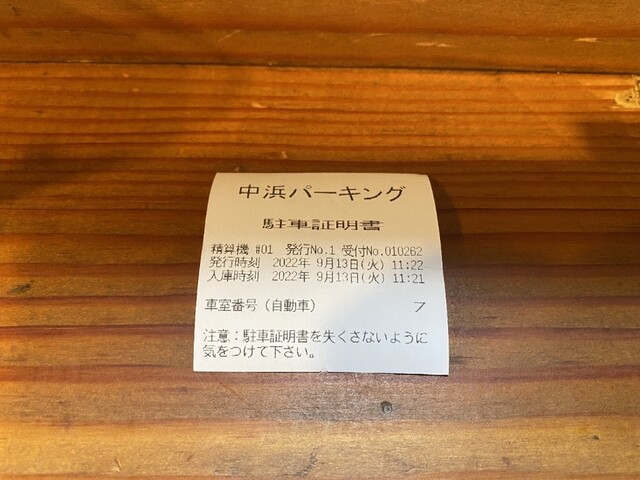 中浜パーキング
駐車証明書
精算機 #01 発行No.1 受付No.010262
発行時刻 2022年 9月13日(火) 11:22
入庫時刻 2022年 9月13日(火) 11:21
車室番号（自動車） 7
注意：駐車証明書を失くさないように
気をつけて下さい。